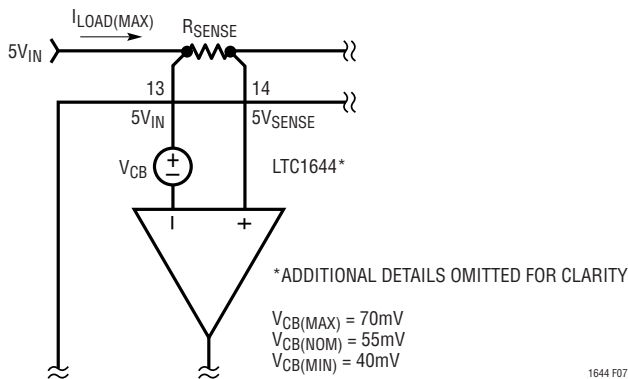 I_LOAD(MAX)
R_SENSE
5V_IN
13
14
5V_IN
5V_SENSE
V_CB
+
–
LTC1644*
–
+
*ADDITIONAL DETAILS OMITTED FOR CLARITY
V_CB(MAX) = 70mV
V_CB(NOM) = 55mV
V_CB(MIN) = 40mV
1644 F07